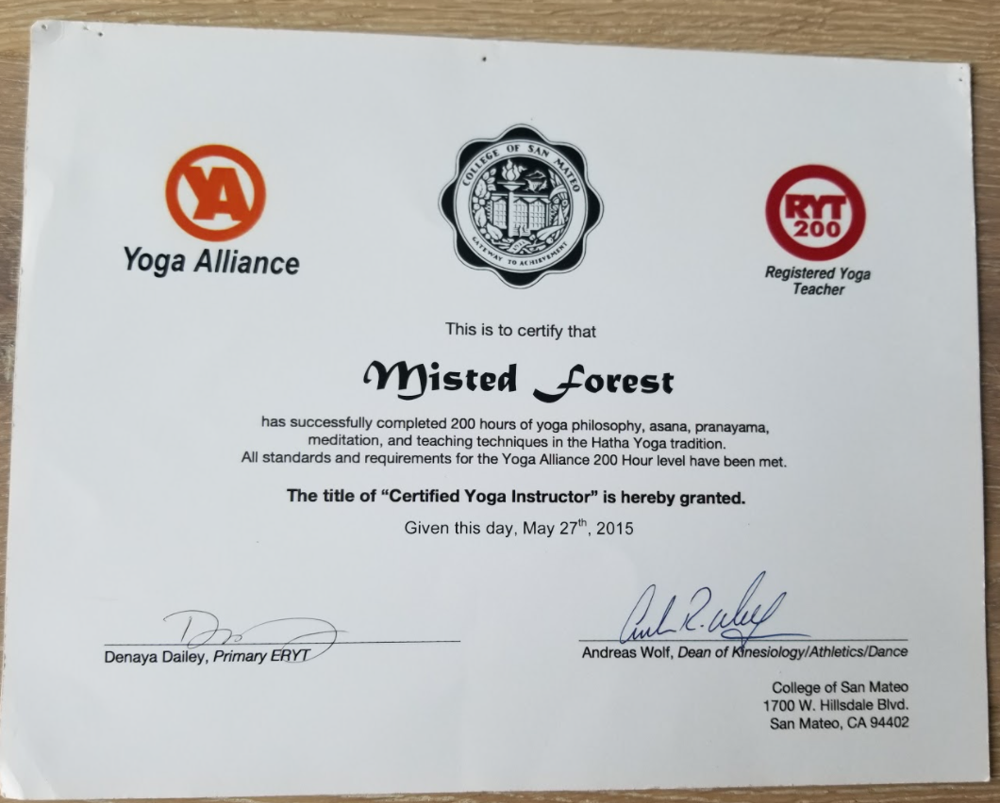 YA
Yoga Alliance
COLLEGE OF SAN MATEO
GATEWAY TO ACHIEVEMENT
RYT
200
Registered Yoga
Teacher
This is to certify that
Misted Forest
has successfully completed 200 hours of yoga philosophy, asana, pranayama,
meditation, and teaching techniques in the Hatha Yoga tradition.
All standards and requirements for the Yoga Alliance 200 Hour level have been met.
The title of “Certified Yoga Instructor” is hereby granted.
Given this day, May 27th, 2015
Denaya Dailey, Primary ERYT
Andreas Wolf, Dean of Kinesiology/Athletics/Dance
College of San Mateo
1700 W. Hillsdale Blvd.
San Mateo, CA 94402